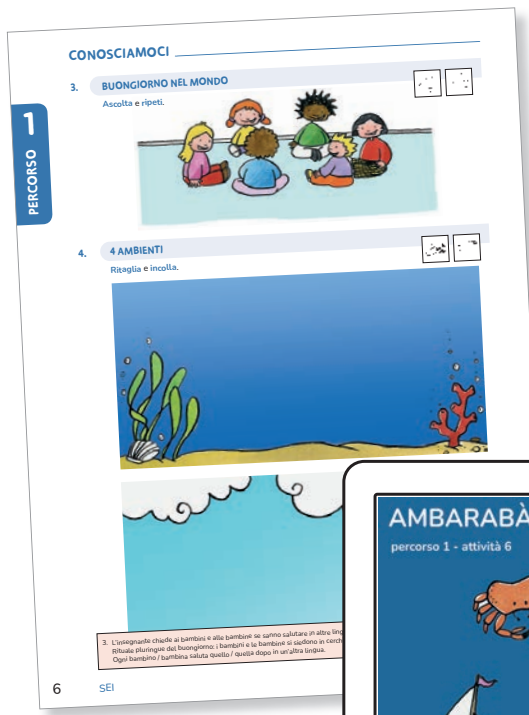 CONOSCIAMOCI
PERCORSO 1
3. BUONGIORNO NEL MONDO
Ascolta e ripeti.
4. 4 AMBIENTI
Ritaglia e incolla.
3. L'insegnante chiede ai bambini e alle bambine se sanno salutare in altre
Rituale plurilingue del buongiorno: i bambini e le bambine si siedono in
Ogni bambino / bambina saluta quello / quella dopo in un'altra lingua.
6 SEI
AMBARABÀ
percorso 1 - attività 6